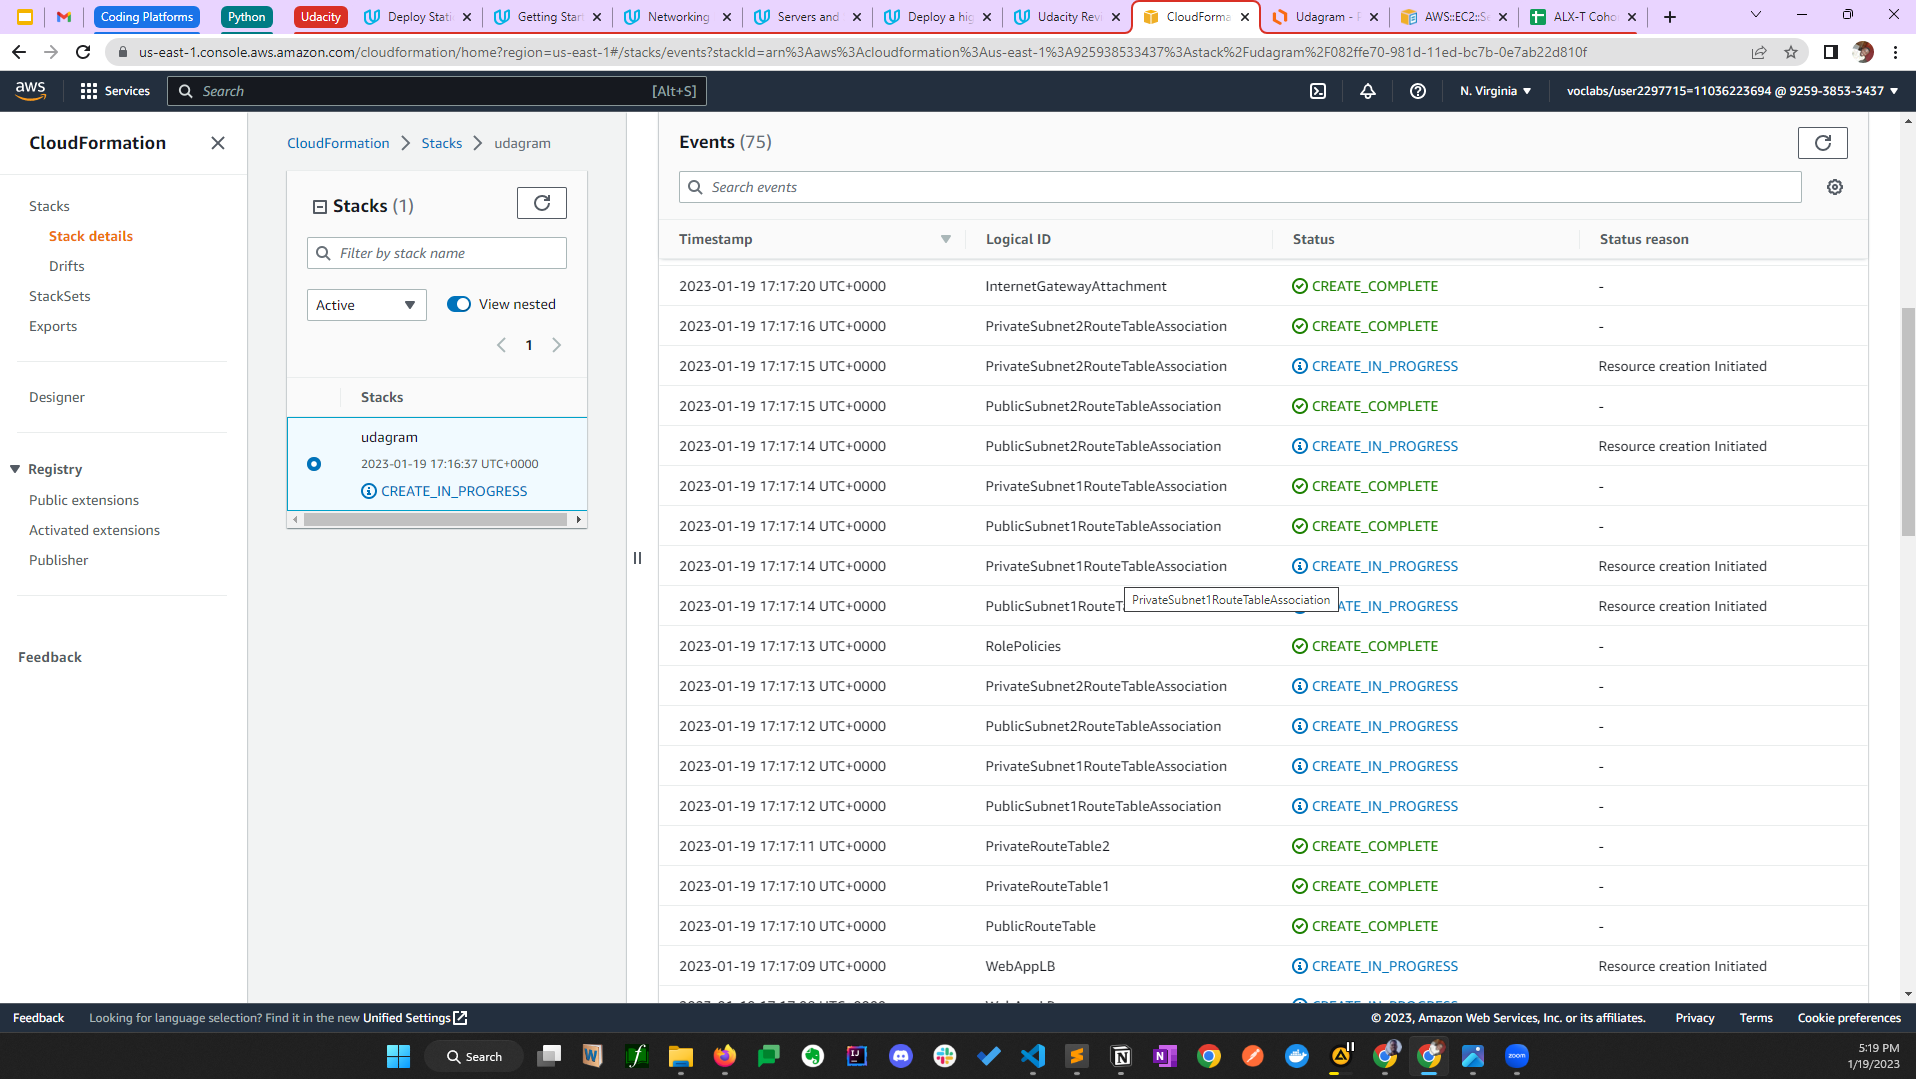 Coding Platforms
Python
Udacity
Deploy Stati
Getting Star
Networking
Servers and
Deploy a hig
Udacity Rev
CloudForma
Udagram -
AWS::EC2::Se
ALX-T Coho
us-east-1.console.aws.amazon.com/cloudformation/home?region=us-east-1#/stacks/events?stackId=arn%3Aaws%3Acloudformation%3Aus-east-1%3A925938533437%3Astack%2Fudagram%2F082ffe70-981d-11ed-bc7b-0e7ab22d810f
aws
Services
Search
[Alt+S]
N. Virginia
voclabs/user2297715=11036223694 @ 9259-3853-3437
CloudFormation
Stacks
Stack details
Drifts
StackSets
Exports
Designer
Registry
Public extensions
Activated extensions
Publisher
Feedback
CloudFormation
Stacks
udagram
Stacks (1)
Filter by stack name
Active
View nested
1
Stacks
udagram
2023-01-19 17:16:37 UTC+0000
CREATE_IN_PROGRESS
Events (75)
Search events
Timestamp Logical ID Status Status reason
2023-01-19 17:17:20 UTC+0000 InternetGatewayAttachment CREATE_COMPLETE -
2023-01-19 17:17:16 UTC+0000 PrivateSubnet2RouteTableAssociation CREATE_COMPLETE -
2023-01-19 17:17:15 UTC+0000 PrivateSubnet2RouteTableAssociation CREATE_IN_PROGRESS Resource creation Initiated
2023-01-19 17:17:15 UTC+0000 PublicSubnet2RouteTableAssociation CREATE_COMPLETE -
2023-01-19 17:17:14 UTC+0000 PublicSubnet2RouteTableAssociation CREATE_IN_PROGRESS Resource creation Initiated
2023-01-19 17:17:14 UTC+0000 PrivateSubnet1RouteTableAssociation CREATE_COMPLETE -
2023-01-19 17:17:14 UTC+0000 PublicSubnet1RouteTableAssociation CREATE_COMPLETE -
2023-01-19 17:17:14 UTC+0000 PrivateSubnet1RouteTableAssociation CREATE_IN_PROGRESS Resource creation Initiated
PrivateSubnet1RouteTableAssociation
2023-01-19 17:17:14 UTC+0000 PublicSubnet1RouteT ATE_IN_PROGRESS Resource creation Initiated
2023-01-19 17:17:13 UTC+0000 RolePolicies CREATE_COMPLETE -
2023-01-19 17:17:13 UTC+0000 PrivateSubnet2RouteTableAssociation CREATE_IN_PROGRESS -
2023-01-19 17:17:12 UTC+0000 PublicSubnet2RouteTableAssociation CREATE_IN_PROGRESS -
2023-01-19 17:17:12 UTC+0000 PrivateSubnet1RouteTableAssociation CREATE_IN_PROGRESS -
2023-01-19 17:17:12 UTC+0000 PublicSubnet1RouteTableAssociation CREATE_IN_PROGRESS -
2023-01-19 17:17:11 UTC+0000 PrivateRouteTable2 CREATE_COMPLETE -
2023-01-19 17:17:10 UTC+0000 PrivateRouteTable1 CREATE_COMPLETE -
2023-01-19 17:17:10 UTC+0000 PublicRouteTable CREATE_COMPLETE -
2023-01-19 17:17:09 UTC+0000 WebAppLB CREATE_IN_PROGRESS Resource creation Initiated
Feedback
Looking for language selection? Find it in the new Unified Settings
© 2023, Amazon Web Services, Inc. or its affiliates.
Privacy
Terms
Cookie preferences
Search
zoom
5:19 PM
1/19/2023